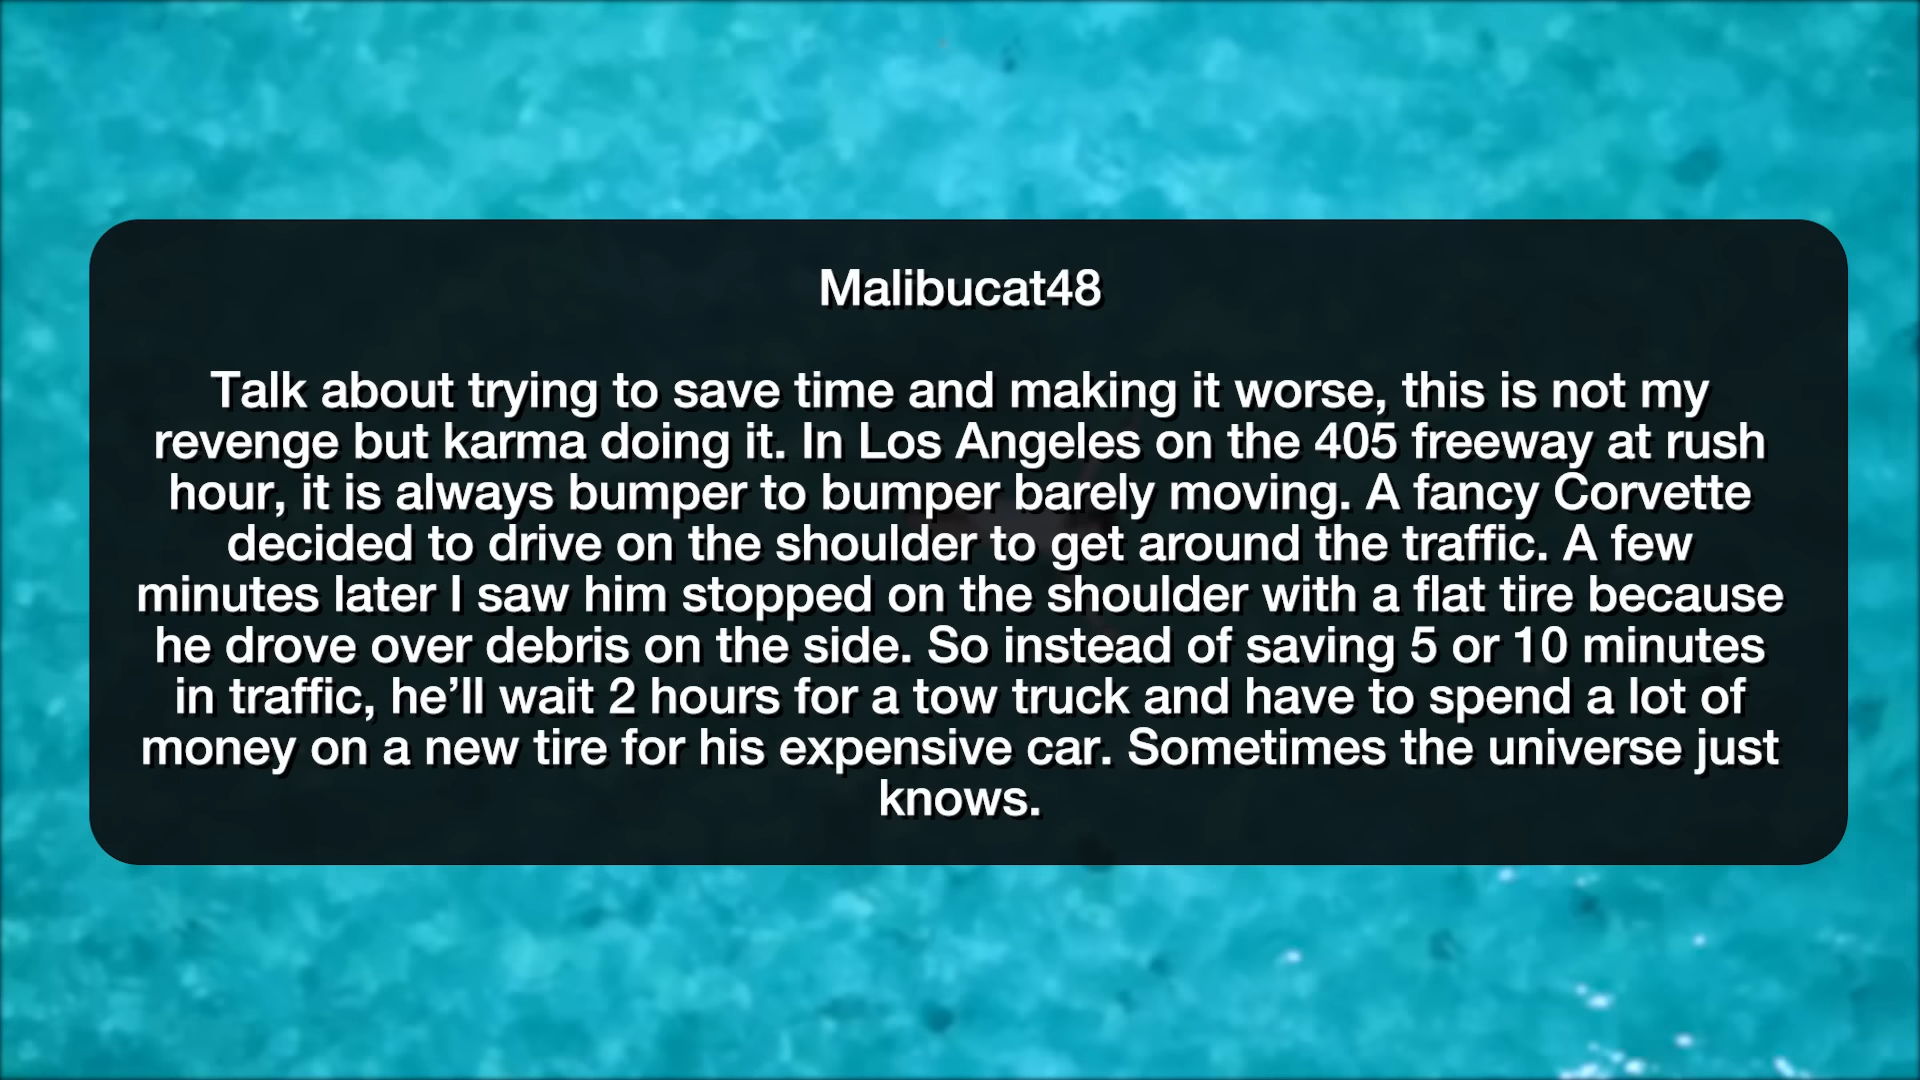 Malibucat48
Talk about trying to save time and making it worse, this is not my
revenge but karma doing it. In Los Angeles on the 405 freeway at rush
hour, it is always bumper to bumper barely moving. A fancy Corvette
decided to drive on the shoulder to get around the traffic. A few
minutes later I saw him stopped on the shoulder with a flat tire because
he drove over debris on the side. So instead of saving 5 or 10 minutes
in traffic, he’ll wait 2 hours for a tow truck and have to spend a lot of
money on a new tire for his expensive car. Sometimes the universe just
knows.